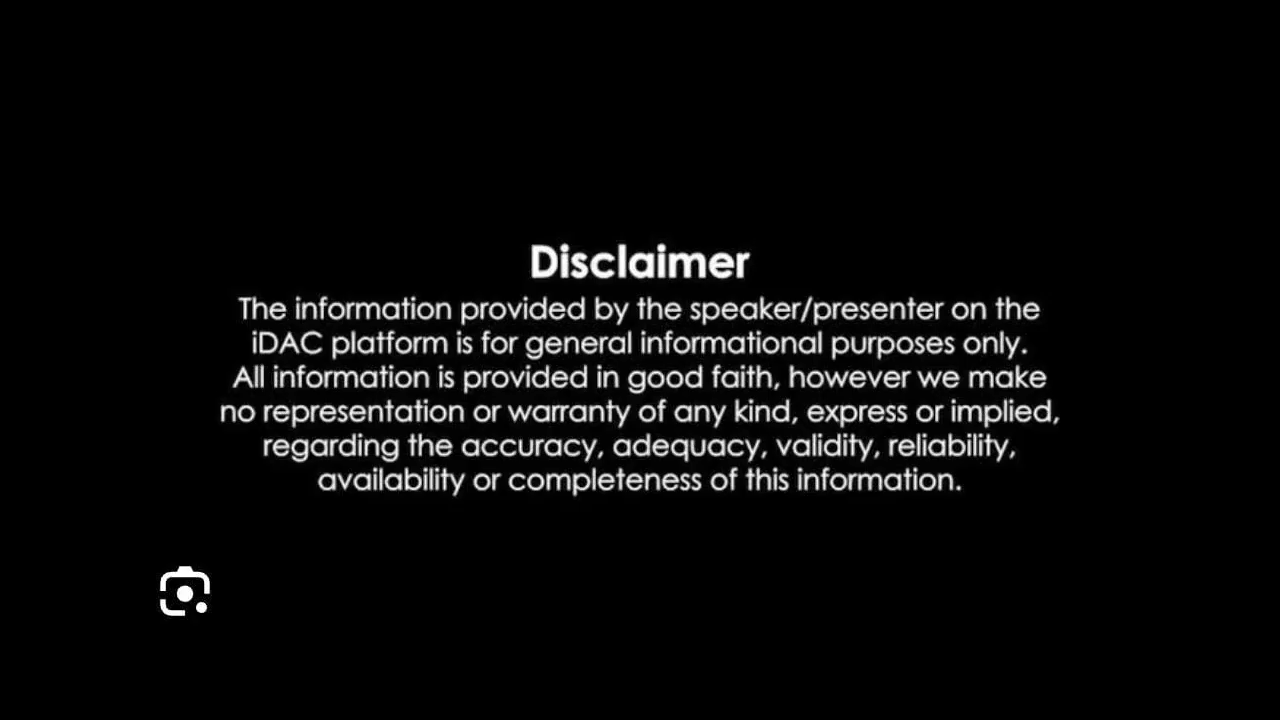 Disclaimer
The information provided by the speaker/presenter on the
iDAC platform is for general informational purposes only.
All information is provided in good faith, however we make
no representation or warranty of any kind, express or implied,
regarding the accuracy, adequacy, validity, reliability,
availability or completeness of this information.